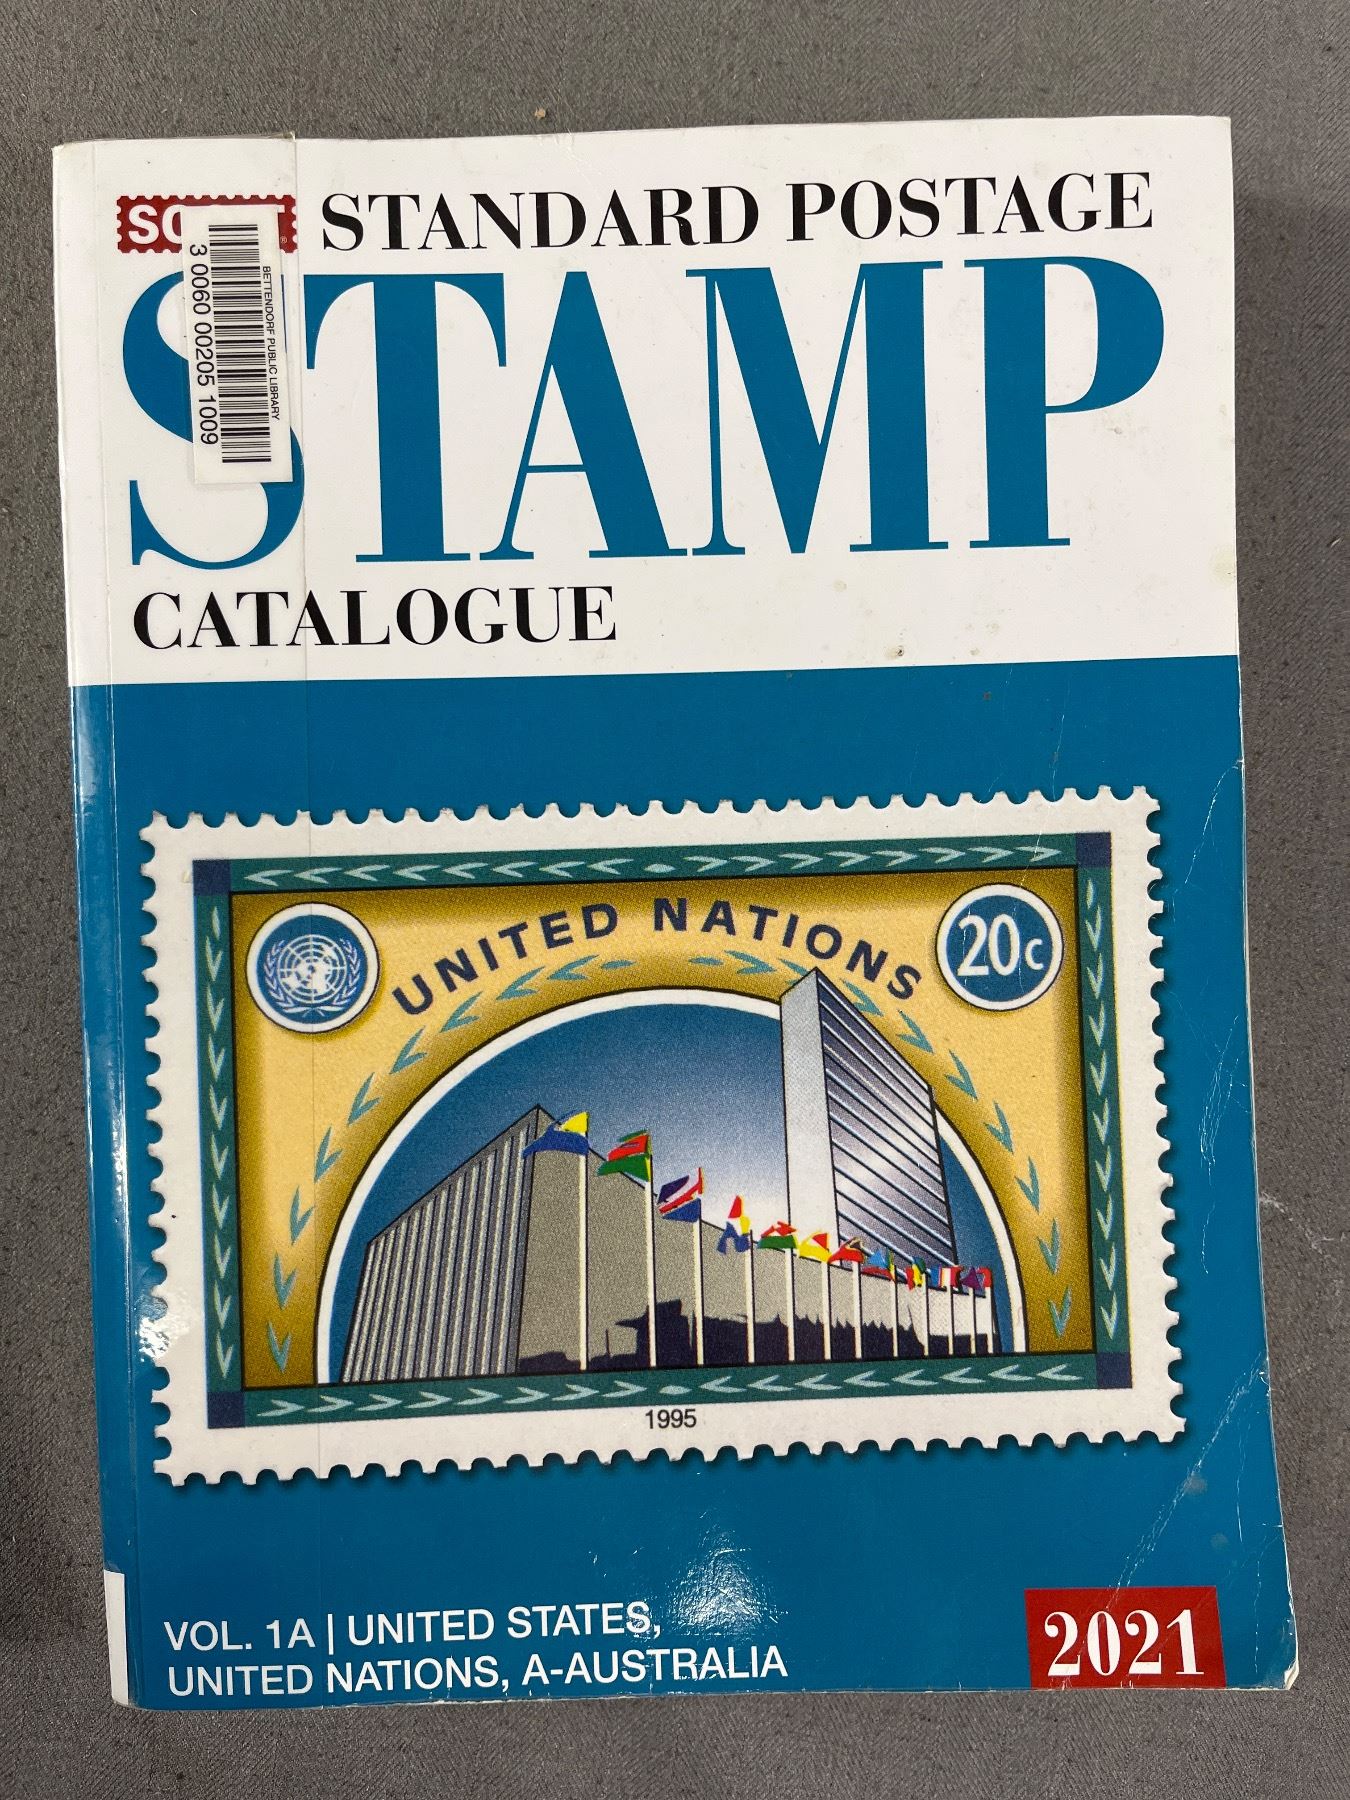 STANDARD POSTAGE
STAMP
CATALOGUE
BETTENDORF PUBLIC LIBRARY
3 0060 00205 1009
UNITED NATIONS
20c
1995
VOL. 1A | UNITED STATES,
UNITED NATIONS, A-AUSTRALIA
2021